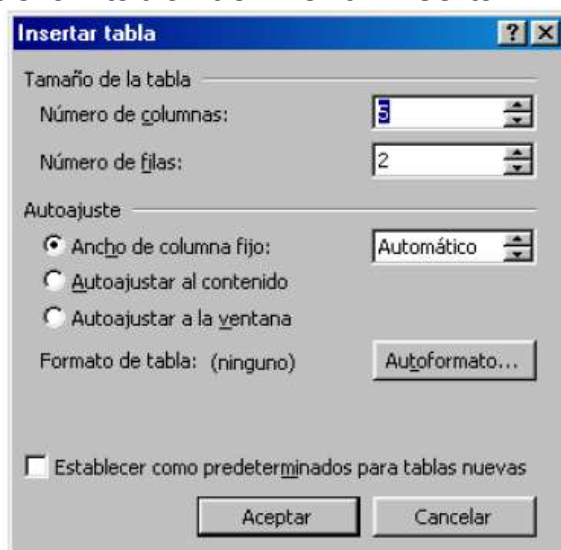 Insertar tabla
Tamaño de la tabla
Número de columnas: 5
Número de filas: 2
Autoajuste
Ancho de columna fijo: Automático
Autoajustar al contenido
Autoajustar a la ventana
Formato de tabla: (ninguno) Autoformato...
Establecer como predeterminados para tablas nuevas
Aceptar Cancelar